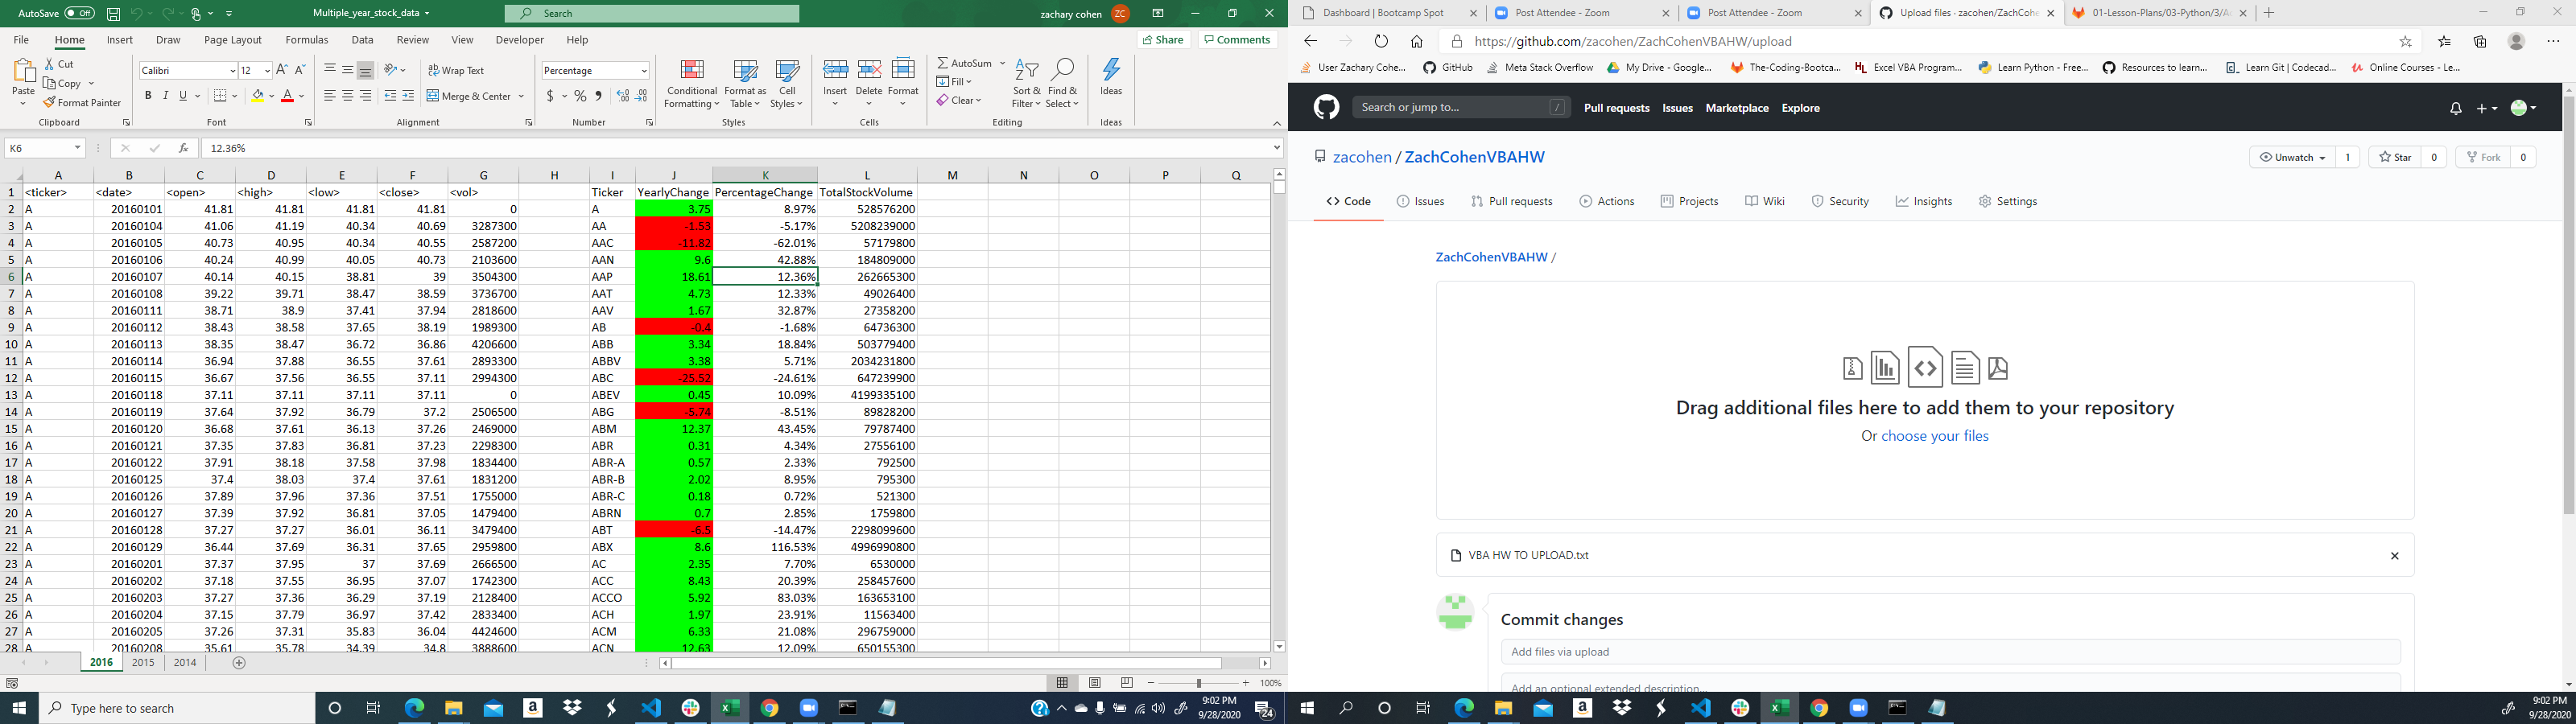 AutoSave Off Multiple_year_stock_data Search zachary cohen ZC
File Home Insert Draw Page Layout Formulas Data Review View Developer Help Share Comments
Paste Cut Copy Format Painter Clipboard
Calibri 12 A A B I U A Font
ab Wrap Text Merge & Center Alignment
Percentage $ % Number
Conditional Formatting Format as Table Cell Styles Styles
Insert Delete Format Cells
AutoSum Fill Clear Sort & Filter Find & Select Editing
Ideas Ideas
K6 fx 12.36%
A B C D E F G H I J K L M N O P Q
1 <ticker> <date> <open> <high> <low> <close> <vol> Ticker YearlyChange PercentageChange TotalStockVolume
2 A 20160101 41.81 41.81 41.81 41.81 0 A 3.75 8.97% 528576200
3 A 20160104 41.06 41.19 40.34 40.69 3287300 AA -1.53 -5.17% 5208239000
4 A 20160105 40.73 40.95 40.34 40.55 2587200 AAC -11.82 -62.01% 57179800
5 A 20160106 40.24 40.99 40.05 40.73 2103600 AAN 9.6 42.88% 184809000
6 A 20160107 40.14 40.15 38.81 39 3504300 AAP 18.61 12.36% 262665300
7 A 20160108 39.22 39.71 38.47 38.59 3736700 AAT 4.73 12.33% 49026400
8 A 20160111 38.71 38.9 37.41 37.94 2818600 AAV 1.67 32.87% 27358200
9 A 20160112 38.43 38.58 37.65 38.19 1989300 AB -0.4 -1.68% 64736300
10 A 20160113 38.35 38.47 36.72 36.86 4206600 ABB 3.34 18.84% 503779400
11 A 20160114 36.94 37.88 36.55 37.61 2893300 ABBV 3.38 5.71% 2034231800
12 A 20160115 36.67 37.56 36.55 37.11 2994300 ABC -25.52 -24.61% 647239900
13 A 20160118 37.11 37.11 37.11 37.11 0 ABEV 0.45 10.09% 4199335100
14 A 20160119 37.64 37.92 36.79 37.2 2506500 ABG -5.74 -8.51% 89828200
15 A 20160120 36.68 37.61 36.13 37.26 2469000 ABM 12.37 43.45% 79787400
16 A 20160121 37.35 37.83 36.81 37.23 2298300 ABR 0.31 4.34% 27556100
17 A 20160122 37.91 38.18 37.58 37.98 1834400 ABR-A 0.57 2.33% 792500
18 A 20160125 37.4 38.03 37.4 37.61 1831200 ABR-B 2.02 8.95% 795300
19 A 20160126 37.89 37.96 37.36 37.51 1755000 ABR-C 0.18 0.72% 521300
20 A 20160127 37.39 37.92 36.81 37.05 1479400 ABRN 0.7 2.85% 1759800
21 A 20160128 37.27 37.27 36.01 36.11 3479400 ABT -6.5 -14.47% 2298099600
22 A 20160129 36.44 37.69 36.31 37.65 2959800 ABX 8.6 116.53% 4996990800
23 A 20160201 37.37 37.95 37 37.69 2666500 AC 2.35 7.70% 6530000
24 A 20160202 37.18 37.55 36.95 37.07 1742300 ACC 8.43 20.39% 258457600
25 A 20160203 37.27 37.36 36.29 37.19 2128400 ACCO 5.92 83.03% 163653100
26 A 20160204 37.15 37.79 36.97 37.42 2833400 ACH 1.97 23.91% 11563400
27 A 20160205 37.26 37.31 35.83 36.04 4424600 ACM 6.33 21.08% 296759000
28 A 20160208 35.61 35.78 34.39 34.8 3888600 ACN 12.63 12.09% 650155300
2016 2015 2014
100%
Type here to search 9:02 PM 9/28/2020 24
Dashboard | Bootcamp Spot Post Attendee - Zoom Post Attendee - Zoom Upload files · zacohen/ZachCohe 01-Lesson-Plans/03-Python/3/Ac
https://github.com/zacohen/ZachCohenVBAHW/upload
User Zachary Cohe... GitHub Meta Stack Overflow My Drive - Google... The-Coding-Bootca... Excel VBA Program... Learn Python - Free... Resources to learn... Learn Git | Codecad... Online Courses - Le...
Search or jump to... / Pull requests Issues Marketplace Explore
zacohen / ZachCohenVBAHW Unwatch 1 Star 0 Fork 0
Code Issues Pull requests Actions Projects Wiki Security Insights Settings
ZachCohenVBAHW /
Drag additional files here to add them to your repository
Or choose your files
VBA HW TO UPLOAD.txt
Commit changes
Add files via upload
Add an optional extended description...
9:02 PM
9/28/2020